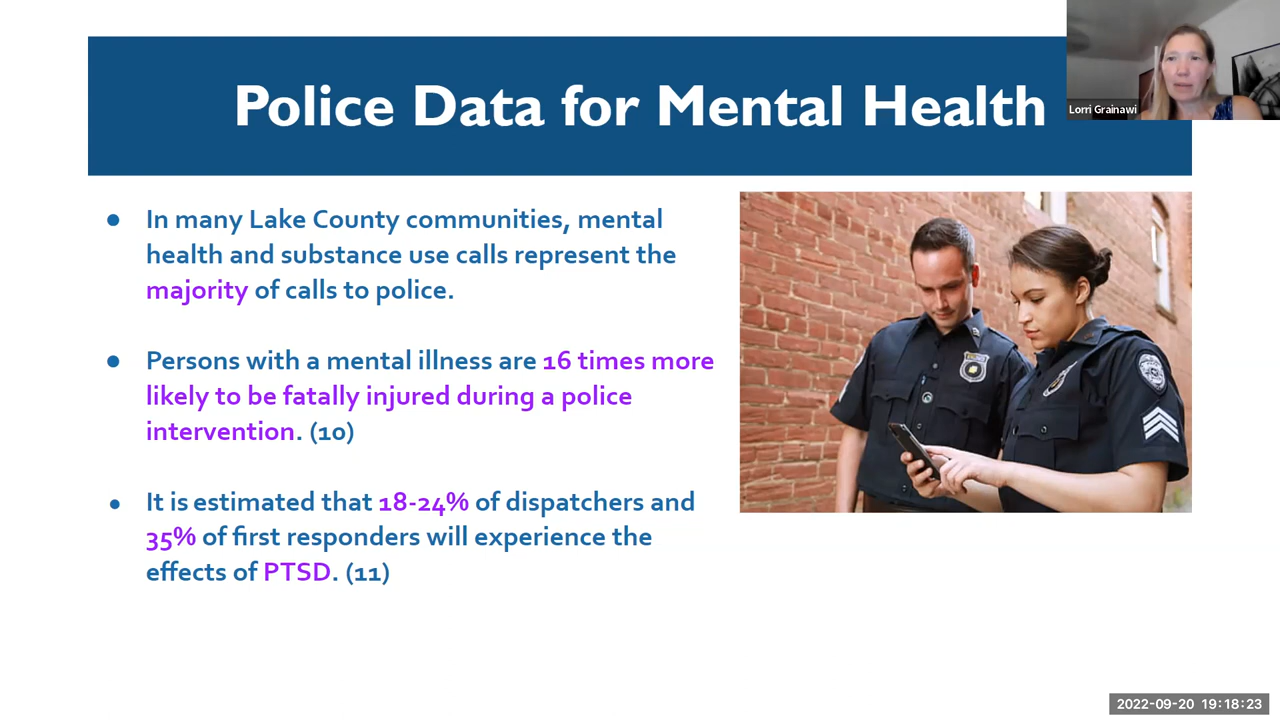 Police Data for Mental Health
Lorri Grainawi
● In many Lake County communities, mental
health and substance use calls represent the
majority of calls to police.
● Persons with a mental illness are 16 times more
likely to be fatally injured during a police
intervention. (10)
● It is estimated that 18-24% of dispatchers and
35% of first responders will experience the
effects of PTSD. (11)
2022-09-20 19:18:23